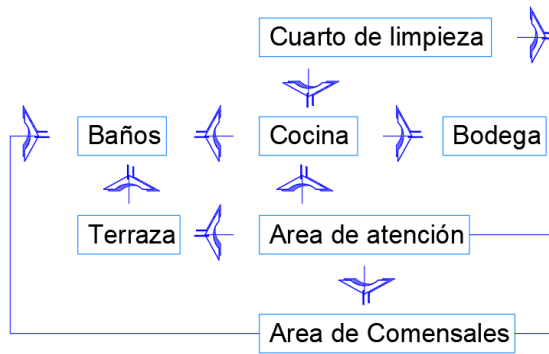 Cuarto de limpieza
Baños
Cocina
Bodega
Terraza
Area de atención
Area de Comensales